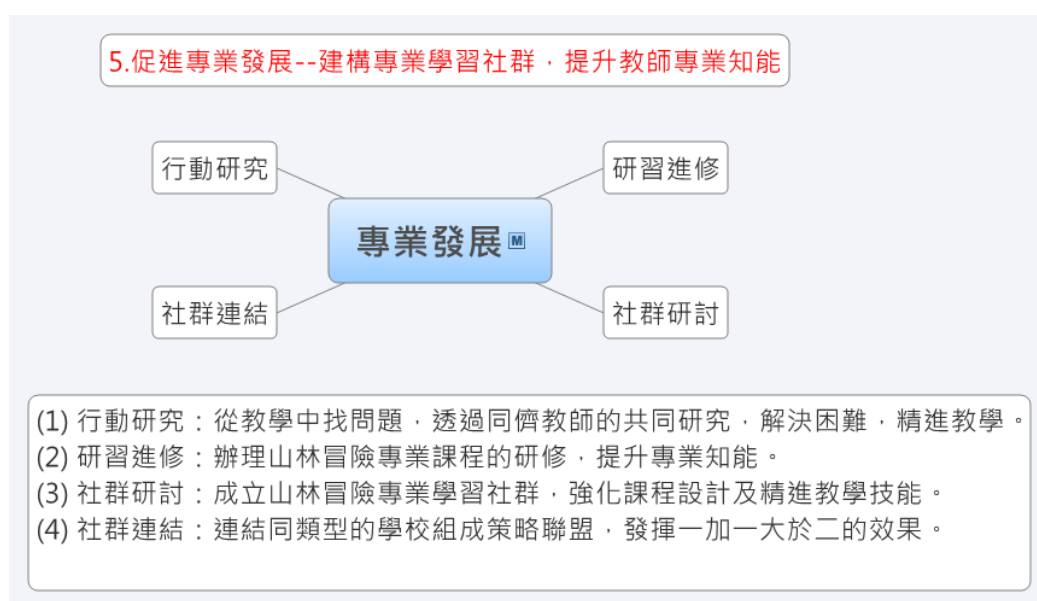 5.促進專業發展--建構專業學習社群，提升教師專業知能
行動研究
研習進修
專業發展 M
社群連結
社群研討
(1) 行動研究：從教學中找問題，透過同儕教師的共同研究，解決困難，精進教學。
(2) 研習進修：辦理山林冒險專業課程的研修，提升專業知能。
(3) 社群研討：成立山林冒險專業學習社群，強化課程設計及精進教學技能。
(4) 社群連結：連結同類型的學校組成策略聯盟，發揮一加一大於二的效果。